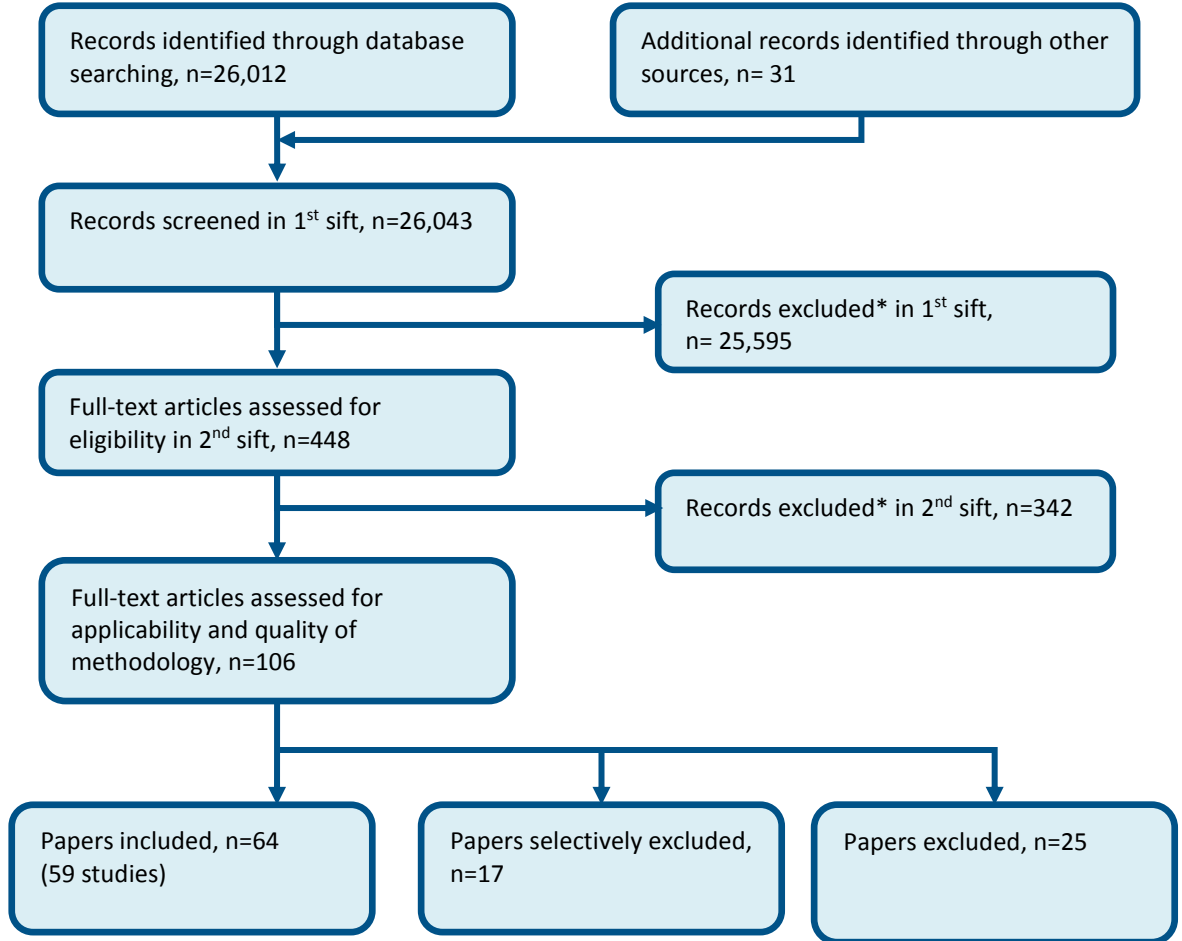 Records identified through database
searching, n=26,012
Additional records identified through other
sources, n= 31
Records screened in 1st sift, n=26,043
Records excluded* in 1st sift,
n= 25,595
Full-text articles assessed for
eligibility in 2nd sift, n=448
Records excluded* in 2nd sift, n=342
Full-text articles assessed for
applicability and quality of
methodology, n=106
Papers included, n=64
(59 studies)
Papers selectively excluded,
n=17
Papers excluded, n=25